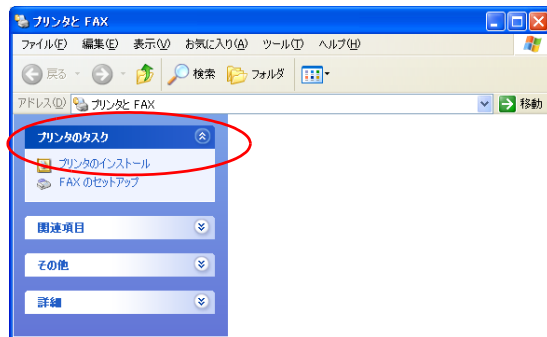 プリンタと FAX
ファイル(F) 編集(E) 表示(V) お気に入り(A) ツール(T) ヘルプ(H)
戻る 検索 フォルダ
アドレス(D) プリンタと FAX 移動
プリンタのタスク
プリンタのインストール
FAX のセットアップ
関連項目
その他
詳細